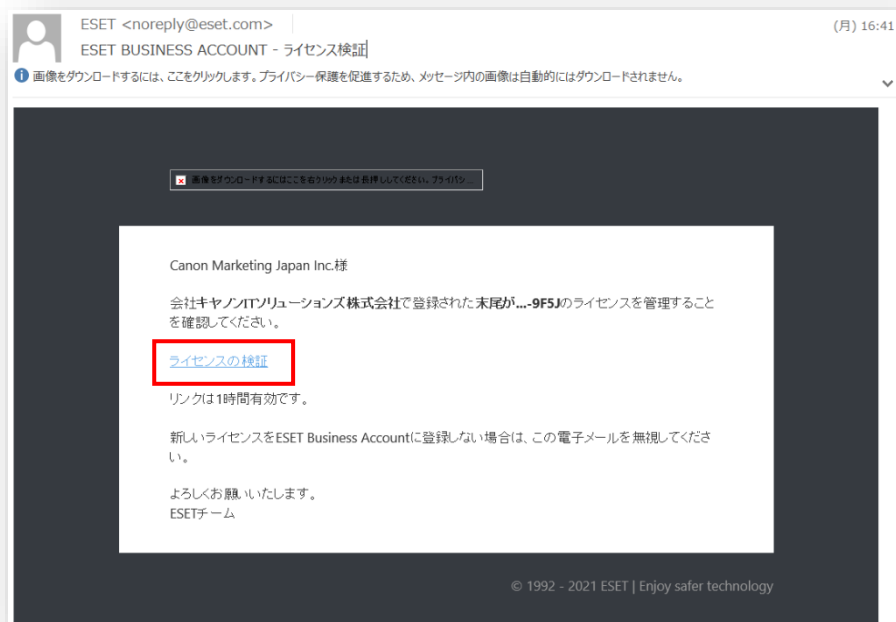 ESET <noreply@eset.com>
(月) 16:41
ESET BUSINESS ACCOUNT - ライセンス検証
画像をダウンロードするには、ここをクリックします。プライバシー保護を促進するため、メッセージ内の画像は自動的にはダウンロードされません。
画像をダウンロードするにはここを右クリックまたは長押ししてください。プライバシ...
Canon Marketing Japan Inc.様
会社キヤノンITソリューションズ株式会社で登録された末尾が...-9F5Jのライセンスを管理すること
を確認してください。
ライセンスの検証
リンクは1時間有効です。
新しいライセンスをESET Business Accountに登録しない場合は、この電子メールを無視してくださ
い。
よろしくお願いいたします。
ESETチーム
© 1992 - 2021 ESET | Enjoy safer technology